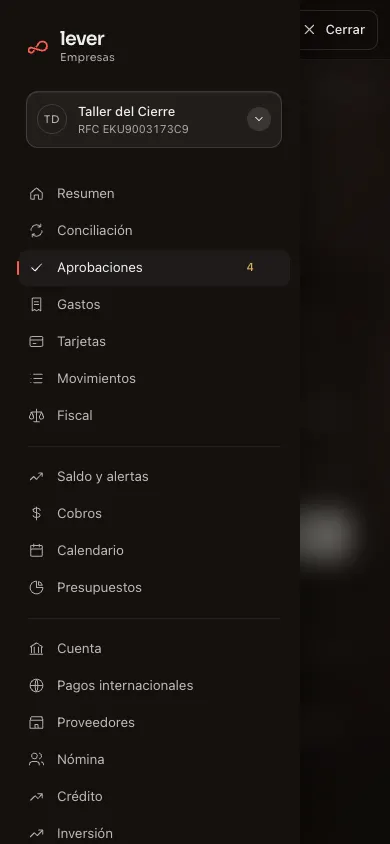 lever
Empresas
Cerrar
TD
Taller del Cierre
RFC EKU9003173C9
Resumen
Conciliación
Aprobaciones 4
Gastos
Tarjetas
Movimientos
Fiscal
Saldo y alertas
Cobros
Calendario
Presupuestos
Cuenta
Pagos internacionales
Proveedores
Nómina
Crédito
Inversión